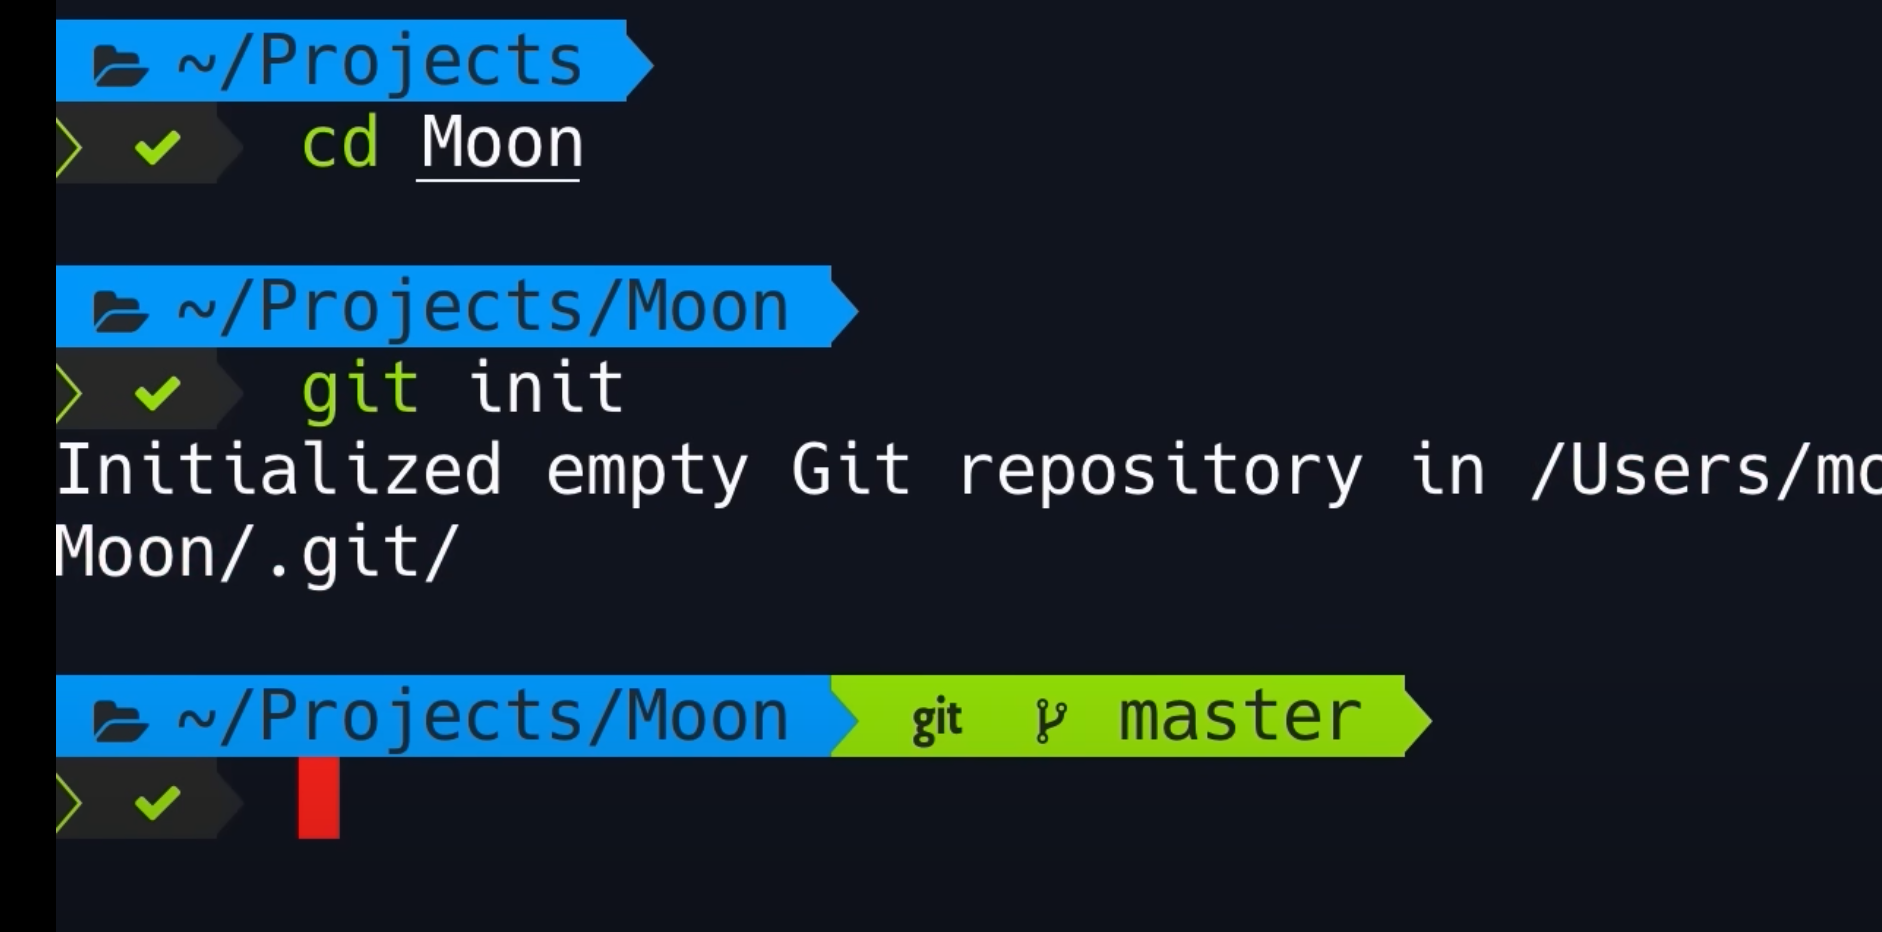 ~/Projects
cd Moon
~/Projects/Moon
git init
Initialized empty Git repository in /Users/mo
Moon/.git/
~/Projects/Moon git master